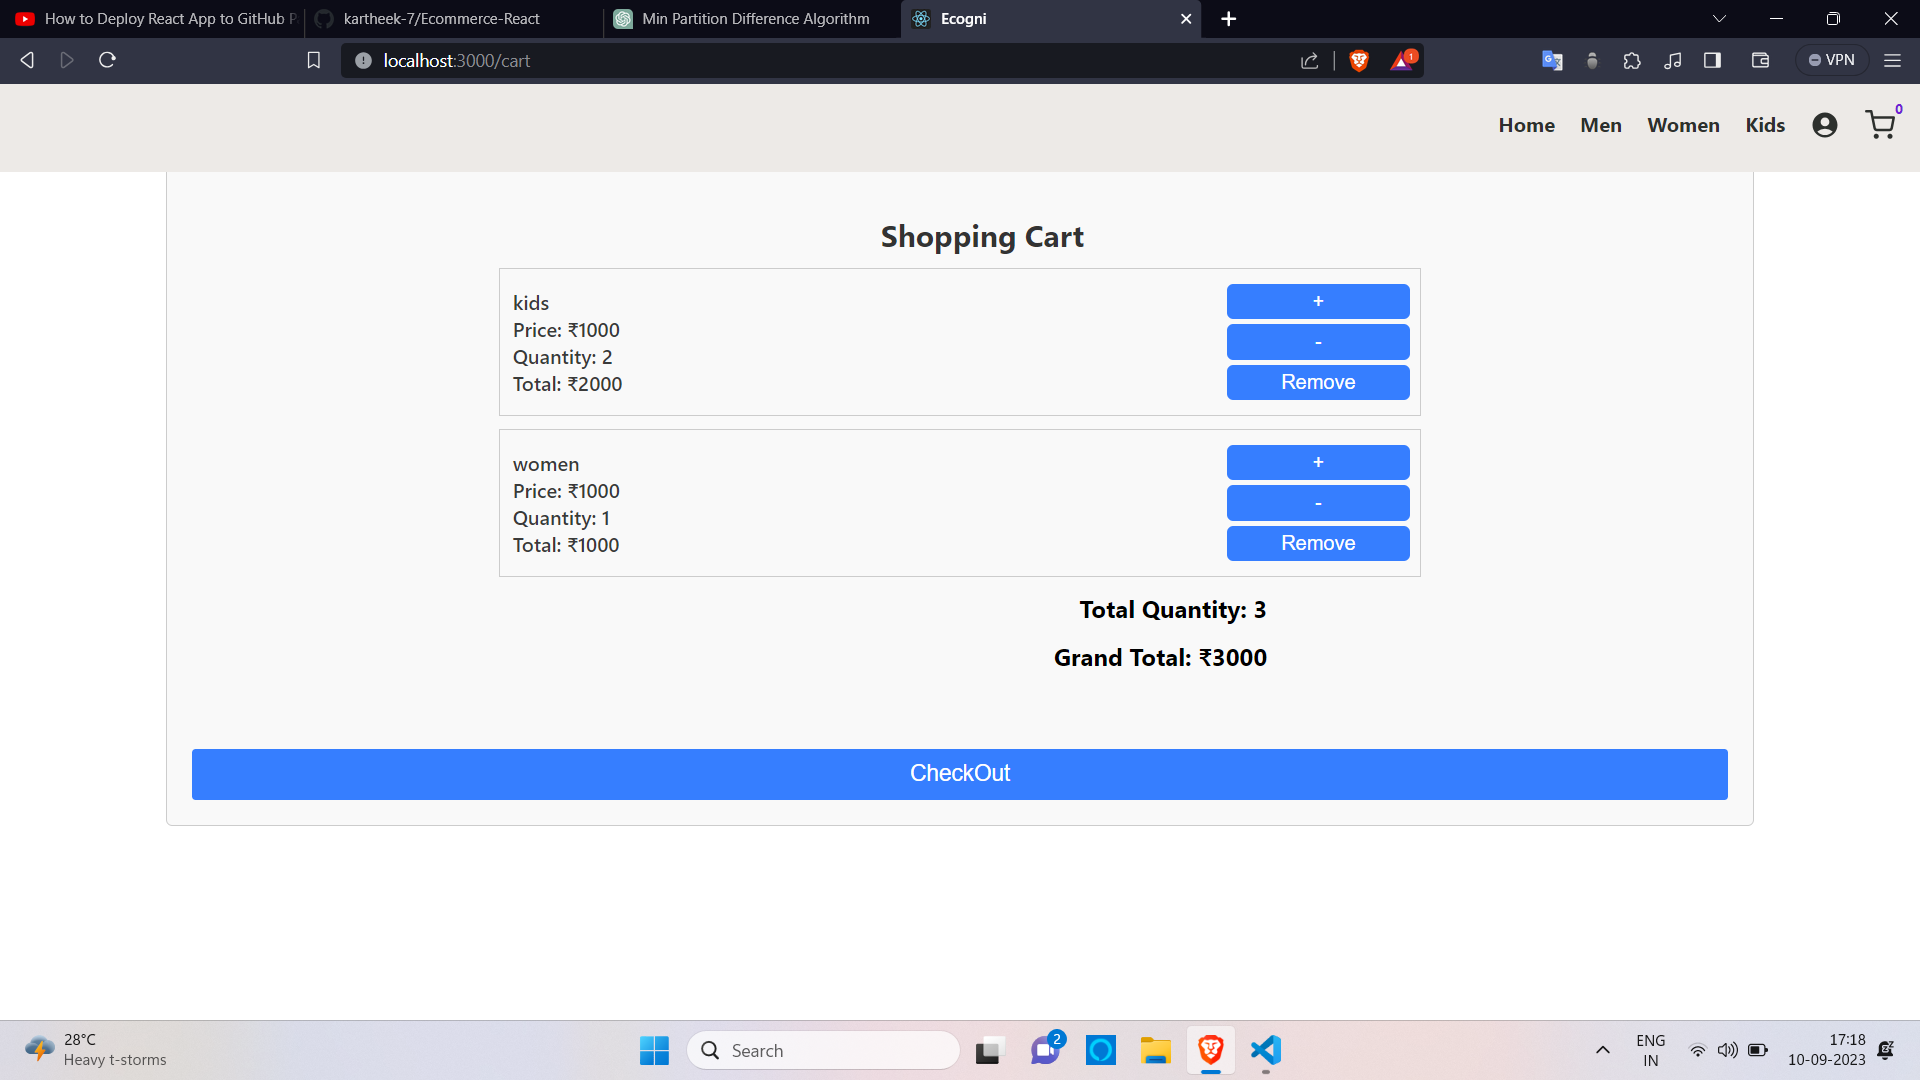 How to Deploy React App to GitHub P
kartheek-7/Ecommerce-React
Min Partition Difference Algorithm
Ecogni
localhost:3000/cart
1
VPN
Home
Men
Women
Kids
0
Shopping Cart
kids
Price: ₹1000
Quantity: 2
Total: ₹2000
+
-
Remove
women
Price: ₹1000
Quantity: 1
Total: ₹1000
+
-
Remove
Total Quantity: 3
Grand Total: ₹3000
CheckOut
28°C
Heavy t-storms
Search
2
ENG
IN
17:18
10-09-2023